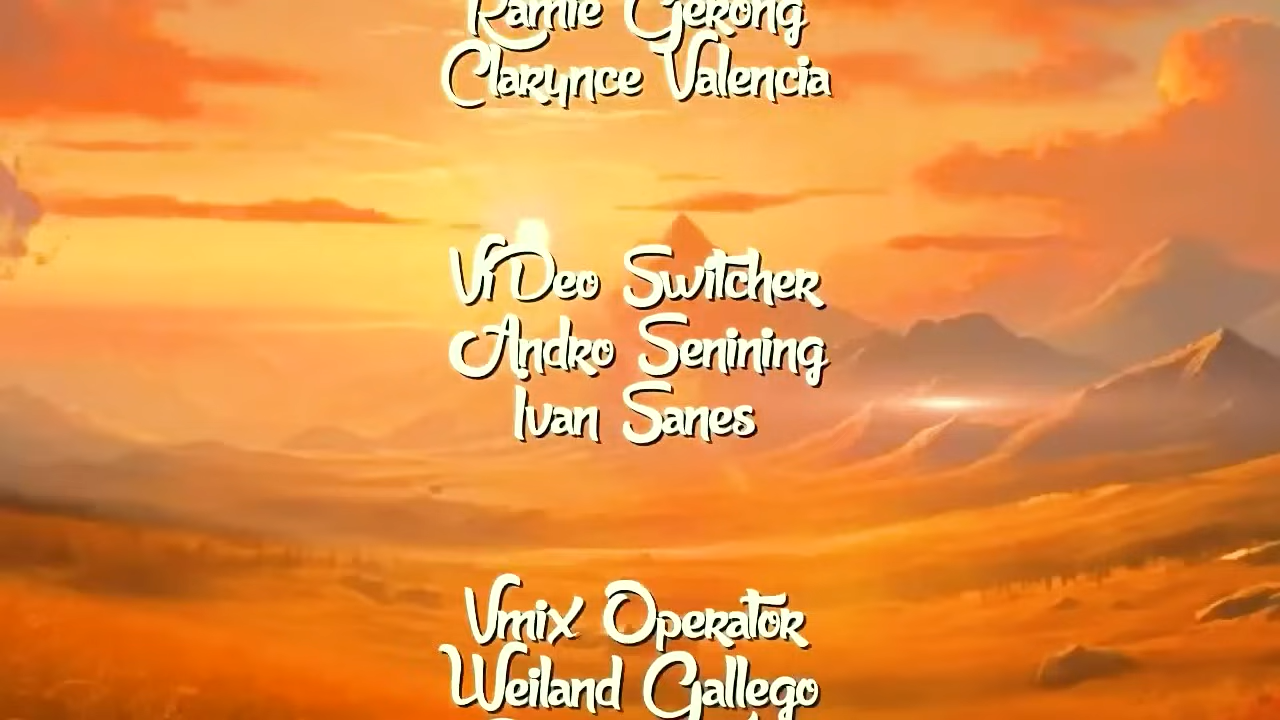 Ramie Gerong
Clarynce Valencia
Video Switcher
Andro Senining
Ivan Sanes
Vmix Operator
Weiland Gallego